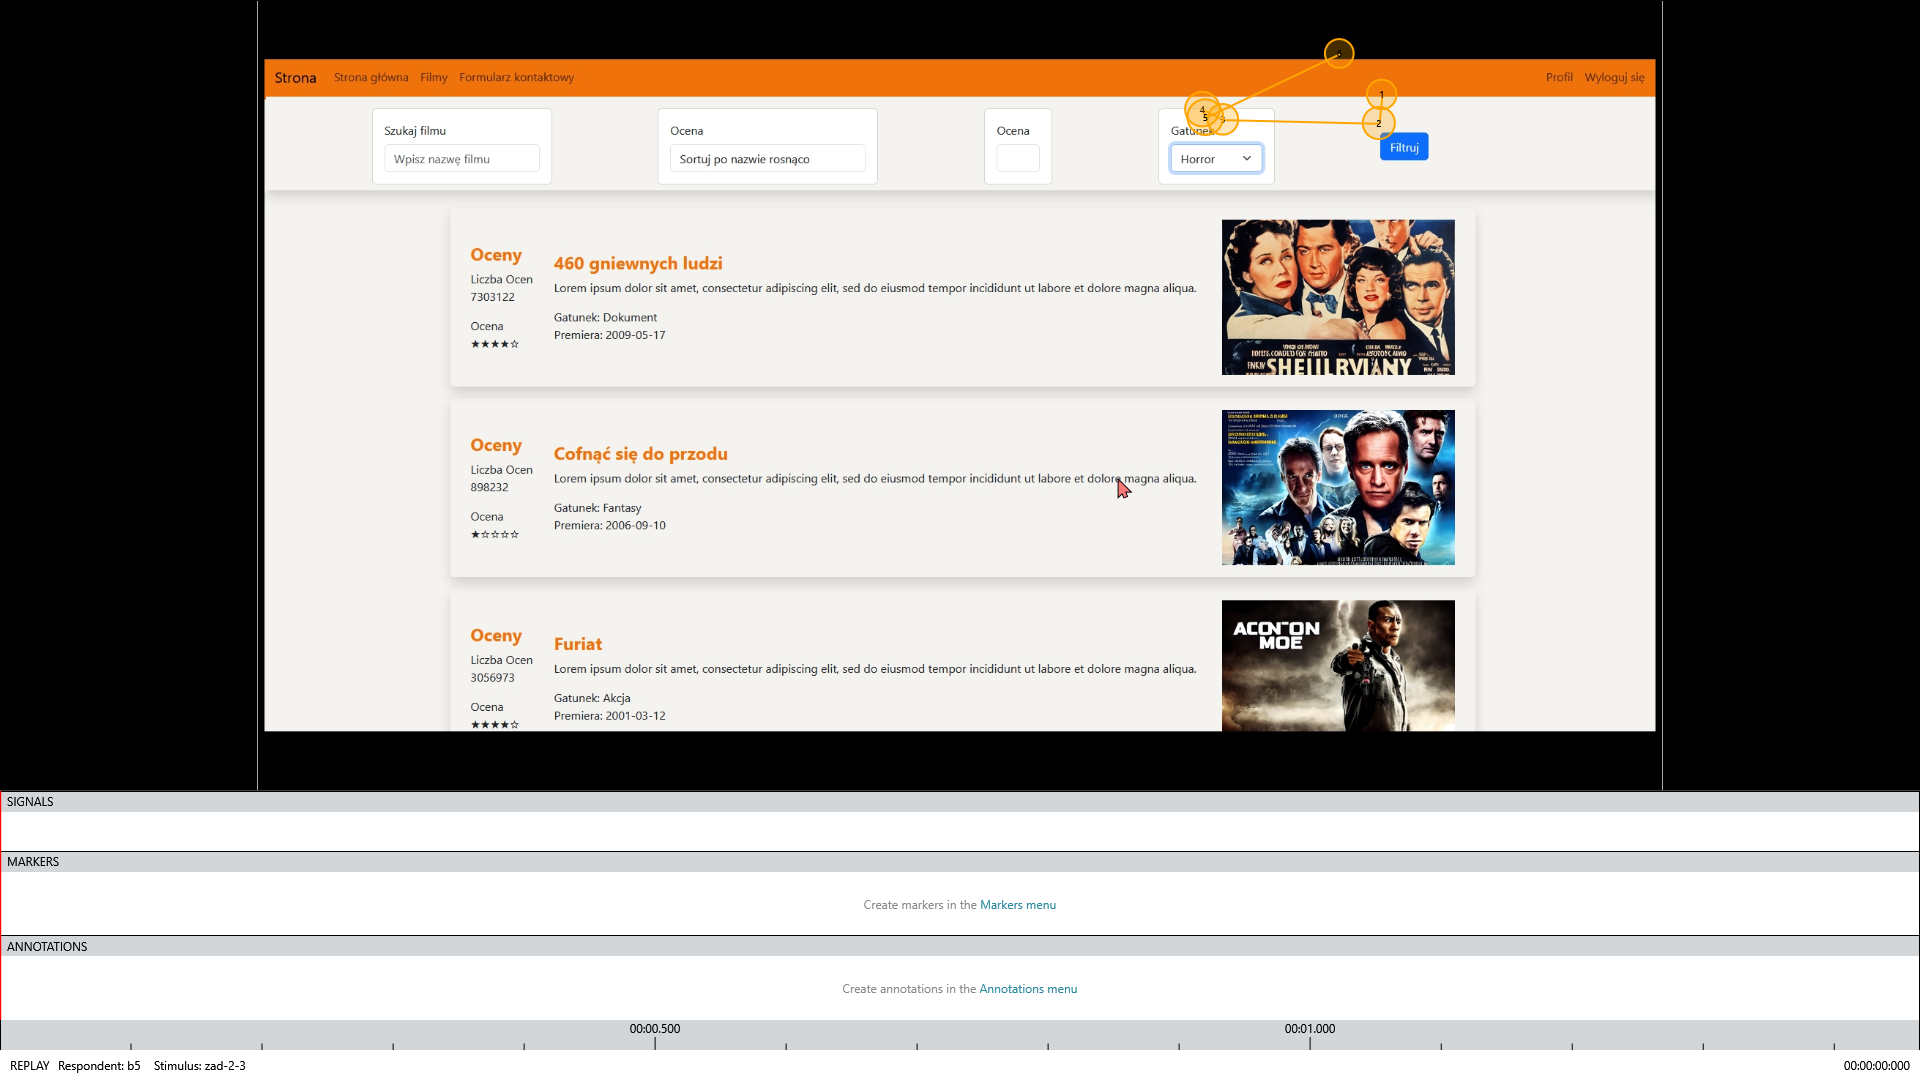 Strona Strona główna Filmy Formularz kontaktowy Profil Wyloguj się
Szukaj filmu Ocena Ocena Gatunek
Wpisz nazwę filmu Sortuj po nazwie rosnąco Horror Filtruj
1
2
4
5
Oceny
Liczba Ocen
7303122
Ocena
★★★★☆
460 gniewnych ludzi
Lorem ipsum dolor sit amet, consectetur adipiscing elit, sed do eiusmod tempor incididunt ut labore et dolore magna aliqua.
Gatunek: Dokument
Premiera: 2009-05-17
SHEIIRVIANY
Oceny
Liczba Ocen
898232
Ocena
★☆☆☆☆
Cofnąć się do przodu
Lorem ipsum dolor sit amet, consectetur adipiscing elit, sed do eiusmod tempor incididunt ut labore et dolore magna aliqua.
Gatunek: Fantasy
Premiera: 2006-09-10
Oceny
Liczba Ocen
3056973
Ocena
★★★★☆
Furiat
Lorem ipsum dolor sit amet, consectetur adipiscing elit, sed do eiusmod tempor incididunt ut labore et dolore magna aliqua.
Gatunek: Akcja
Premiera: 2001-03-12
ACON-ON
MOE
SIGNALS
MARKERS
Create markers in the Markers menu
ANNOTATIONS
Create annotations in the Annotations menu
00:00.500 00:01.000
REPLAY Respondent: b5 Stimulus: zad-2-3 00:00:00:000